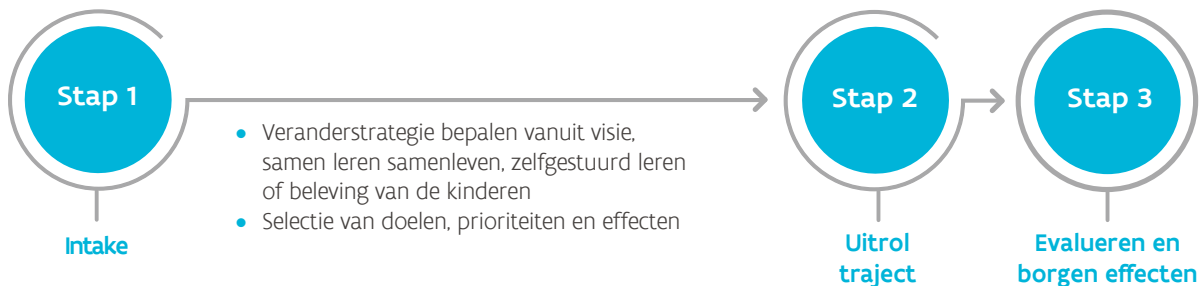 Stap 1
Intake
• Veranderstrategie bepalen vanuit visie,
samen leren samenleven, zelfgestuurd leren
of beleving van de kinderen
• Selectie van doelen, prioriteiten en effecten
Stap 2
Uitrol
traject
Stap 3
Evalueren en
borgen effecten